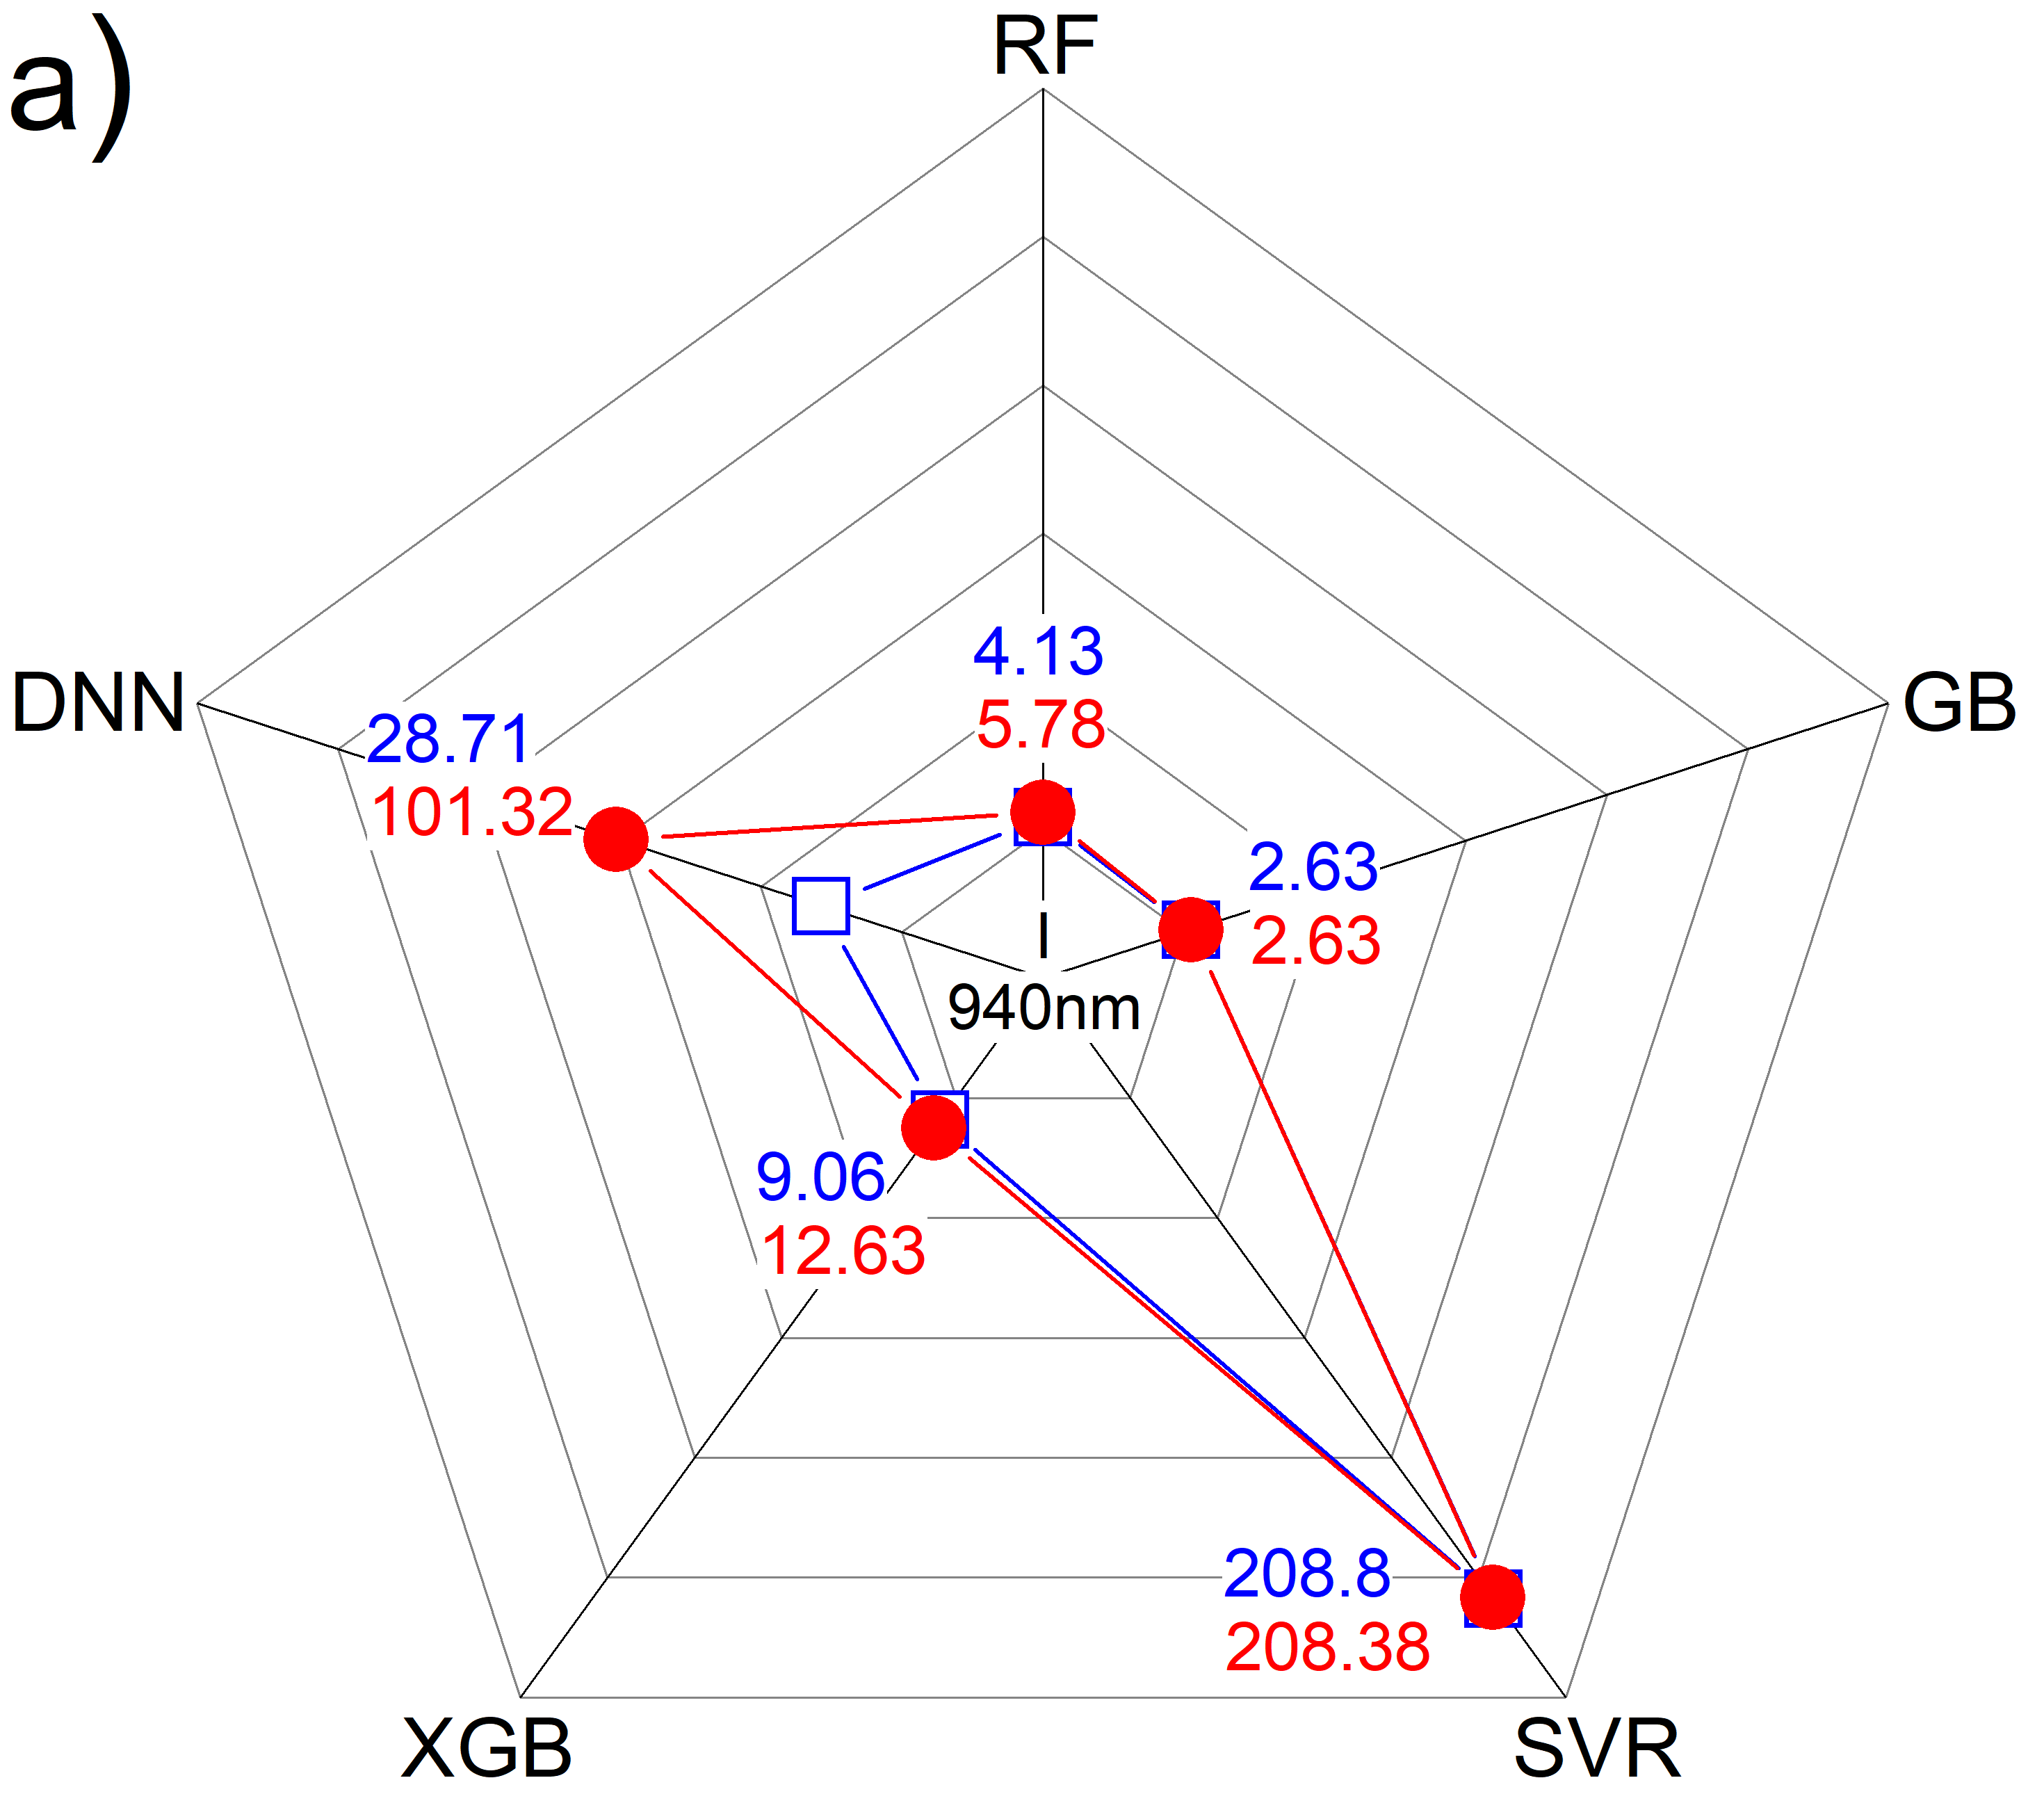 a)
RF
DNN
GB
4.13
5.78
28.71
101.32
2.63
2.63
I
940nm
9.06
12.63
208.8
208.38
XGB
SVR